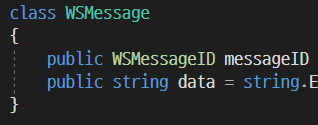 class WSMessage
{
public WSMessageID messageID
public string data = string.E
}